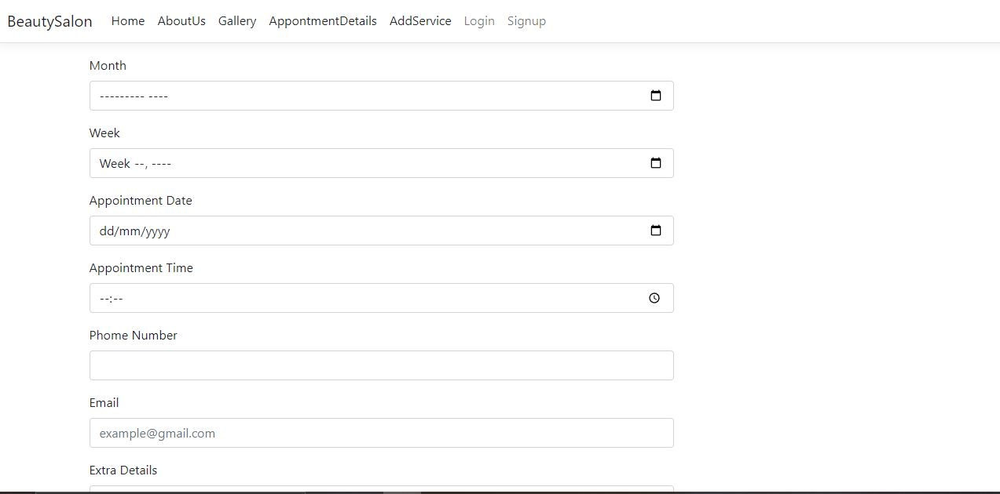 BeautySalon Home AboutUs Gallery AppontmentDetails AddService Login Signup
Month
--------- ----
Week
Week --, ----
Appointment Date
dd/mm/yyyy
Appointment Time
--:--
Phome Number
Email
example@gmail.com
Extra Details